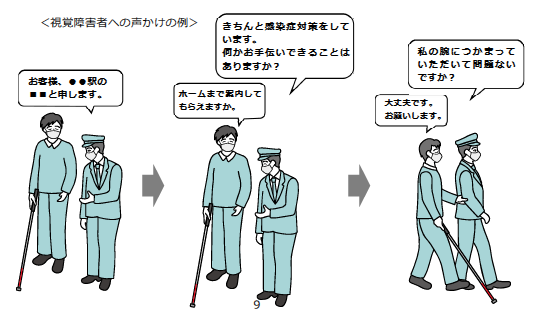 ＜視覚障害者への声かけの例＞
お客様、●●駅の
■■と申します。
きちんと感染症対策をして
います。
何かお手伝いできることは
ありますか？
ホームまで案内して
もらえますか。
私の腕につかまって
いただいて問題ない
ですか？
大丈夫です。
お願いします。
9